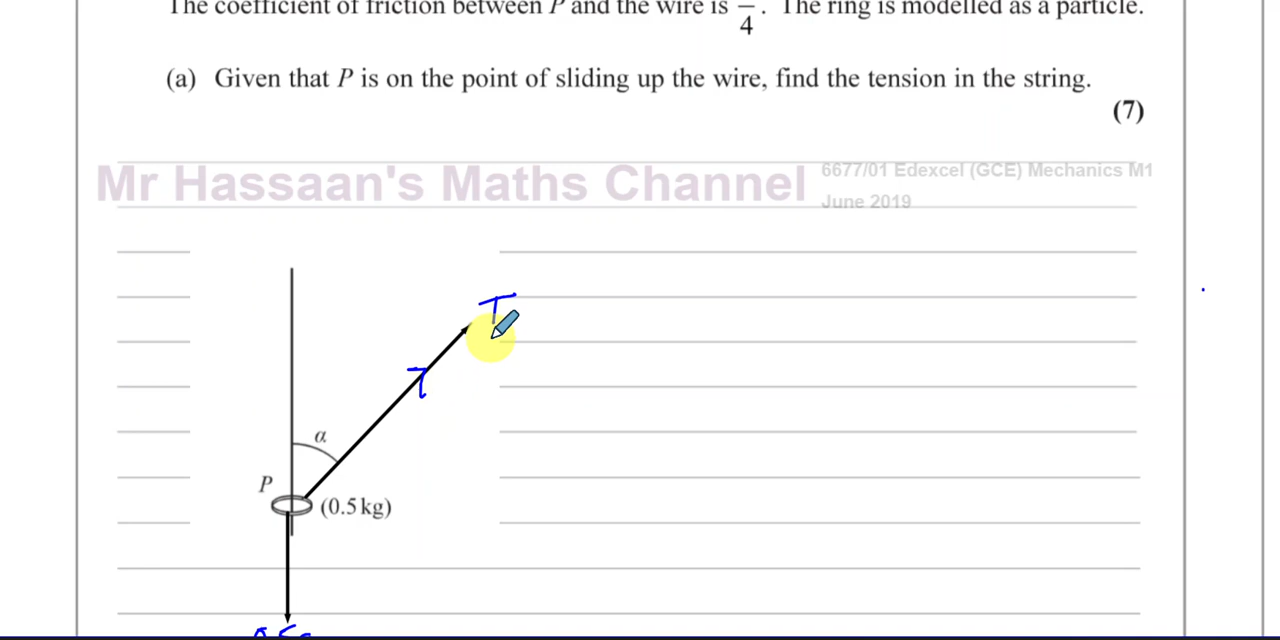 The coefficient of friction between P and the wire is —/4. The ring is modelled as a particle.
(a) Given that P is on the point of sliding up the wire, find the tension in the string.
(7)
Mr Hassaan's Maths Channel
6677/01 Edexcel (GCE) Mechanics M1
June 2019
T
T
α
P
(0.5 kg)